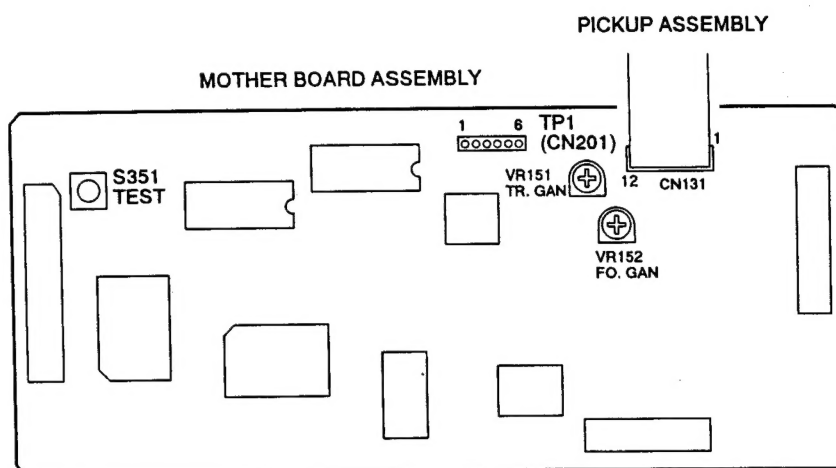 PICKUP ASSEMBLY
MOTHER BOARD ASSEMBLY
1 6 TP1
(CN201)
S351
TEST
VR151
TR. GAN
1
12 CN131
VR152
FO. GAN